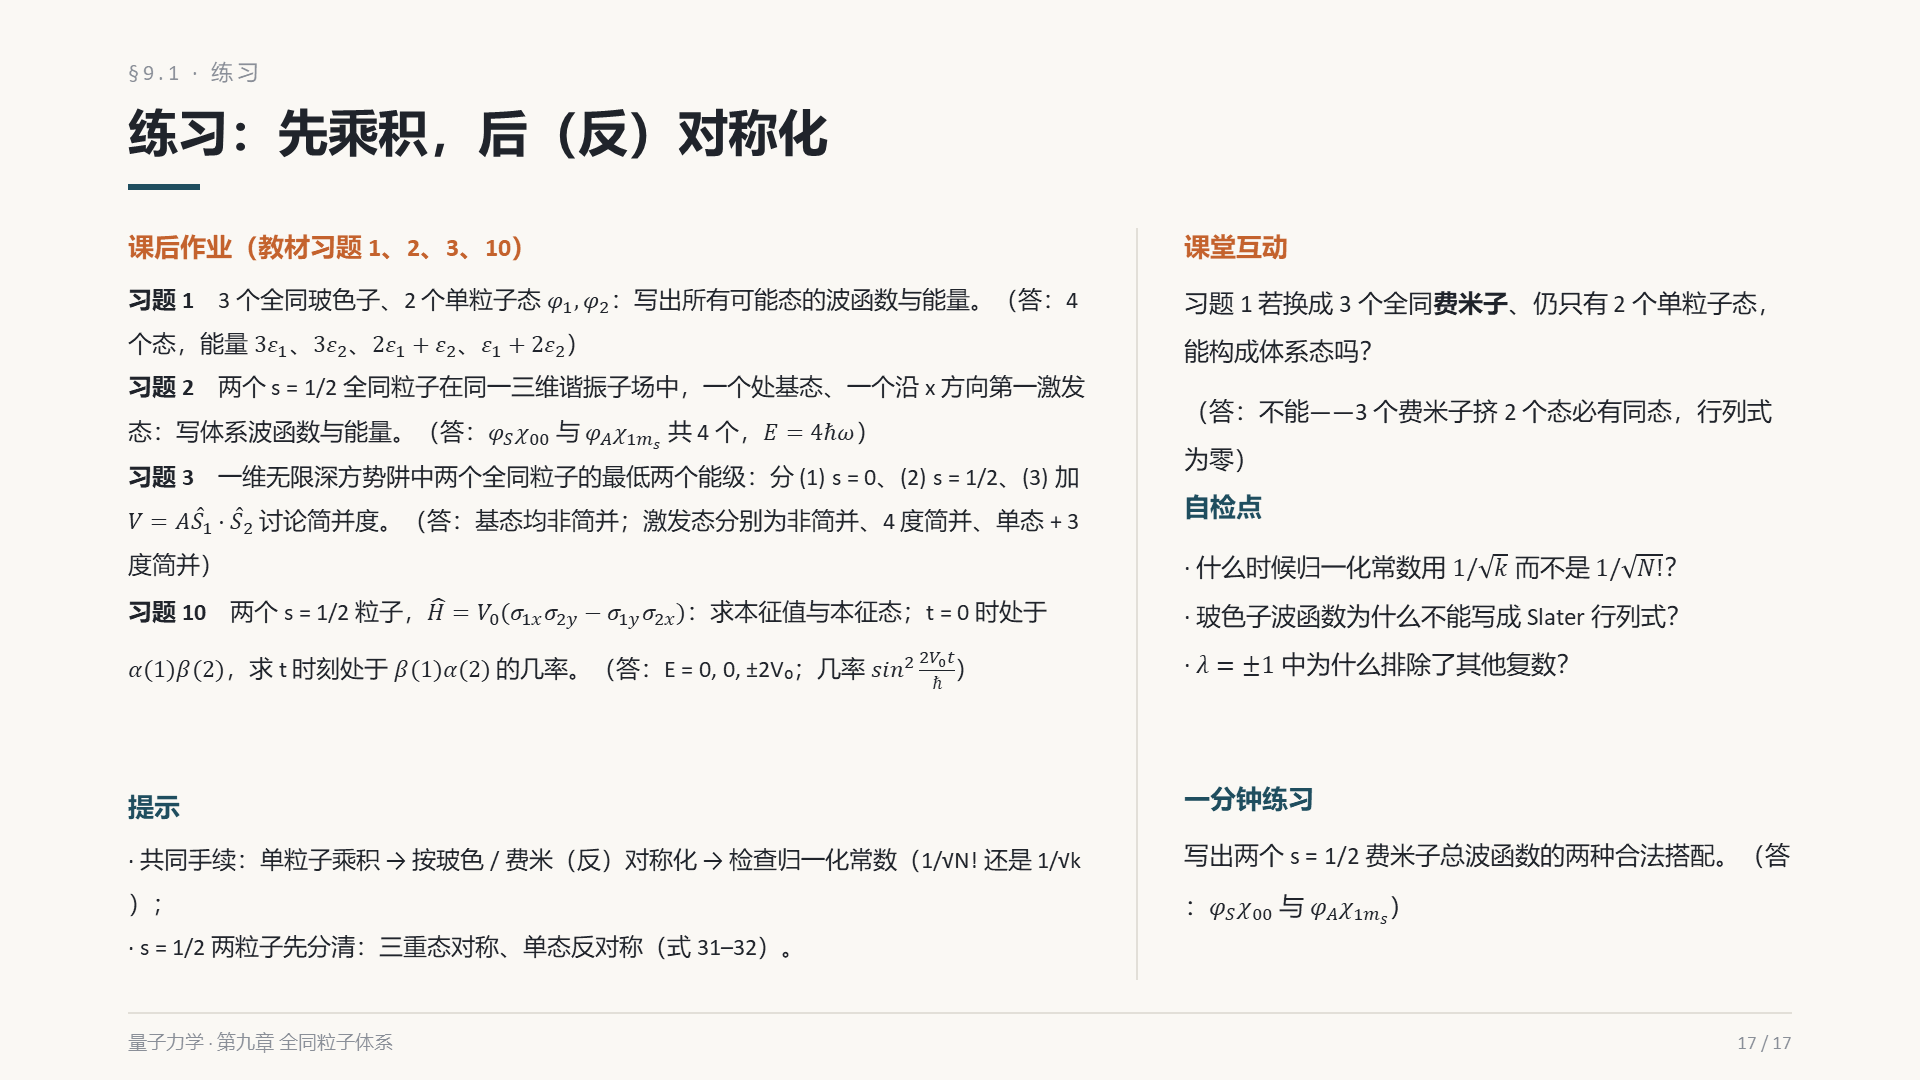 §9.1 · 练习
练习：先乘积，后（反）对称化
课后作业（教材习题 1、2、3、10）
习题 1　3 个全同玻色子、2 个单粒子态 φ₁, φ₂：写出所有可能态的波函数与能量。（答：4
个态，能量 3ε₁、3ε₂、2ε₁ + ε₂、ε₁ + 2ε₂）
习题 2　两个 s = 1/2 全同粒子在同一三维谐振子场中，一个处基态、一个沿 x 方向第一激发
态：写体系波函数与能量。（答：φ_S χ₀₀ 与 φ_A χ_{1m_s} 共 4 个，E = 4ħω）
习题 3　一维无限深方势阱中两个全同粒子的最低两个能级：分 (1) s = 0、(2) s = 1/2、(3) 加
V = AŜ₁ · Ŝ₂ 讨论简并度。（答：基态均非简并；激发态分别为非简并、4 度简并、单态 + 3
度简并）
习题 10　两个 s = 1/2 粒子，Ĥ = V₀(σ₁ₓσ_{2y} − σ_{1y}σ₂ₓ)：求本征值与本征态；t = 0 时处于
α(1)β(2)，求 t 时刻处于 β(1)α(2) 的几率。（答：E = 0, 0, ±2V₀；几率 sin² \frac{2V₀t}{ħ}）
提示
· 共同手续：单粒子乘积 → 按玻色 / 费米（反）对称化 → 检查归一化常数（1/√N! 还是 1/√k
）；
· s = 1/2 两粒子先分清：三重态对称、单态反对称（式 31–32）。
课堂互动
习题 1 若换成 3 个全同费米子、仍只有 2 个单粒子态，
能构成体系态吗？
（答：不能——3 个费米子挤 2 个态必有同态，行列式
为零）
自检点
· 什么时候归一化常数用 1/√k 而不是 1/√N!？
· 玻色子波函数为什么不能写成 Slater 行列式？
· λ = ±1 中为什么排除了其他复数？
一分钟练习
写出两个 s = 1/2 费米子总波函数的两种合法搭配。（答
：φ_S χ₀₀ 与 φ_A χ_{1m_s}）
量子力学 · 第九章 全同粒子体系
17 / 17